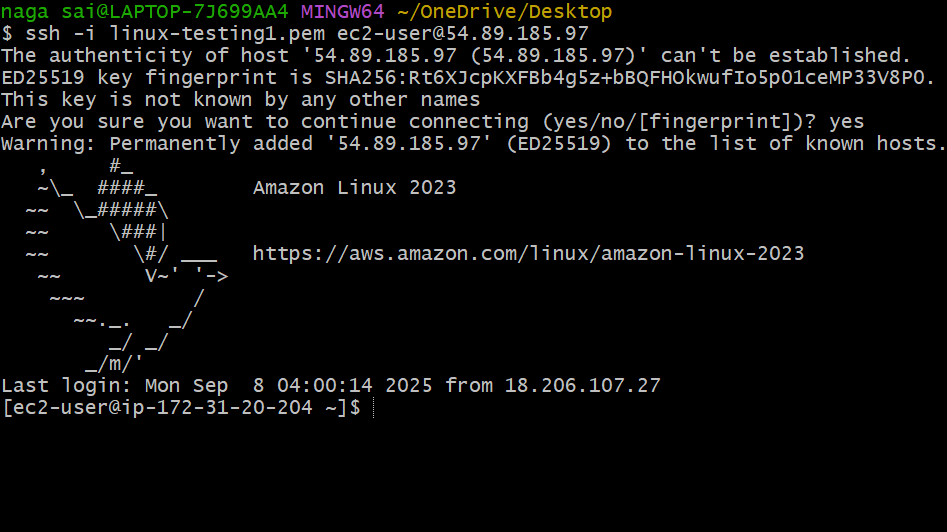 naga sai@LAPTOP-7J699AA4 MINGW64 ~/OneDrive/Desktop
$ ssh -i linux-testing1.pem ec2-user@54.89.185.97
The authenticity of host '54.89.185.97 (54.89.185.97)' can't be established.
ED25519 key fingerprint is SHA256:Rt6XJcpKXFBb4g5z+bBQFHOkwufIo5pO1ceMP33V8P0.
This key is not known by any other names
Are you sure you want to continue connecting (yes/no/[fingerprint])? yes
Warning: Permanently added '54.89.185.97' (ED25519) to the list of known hosts.
   ,     #_
   ~\_  ####_        Amazon Linux 2023
  ~~  \_#####\
  ~~     \###|
  ~~       \#/ ___   https://aws.amazon.com/linux/amazon-linux-2023
   ~~       V~' '->
    ~~~         /
      ~~._.   _/
         _/ _/
       _/m/'
Last login: Mon Sep  8 04:00:14 2025 from 18.206.107.27
[ec2-user@ip-172-31-20-204 ~]$